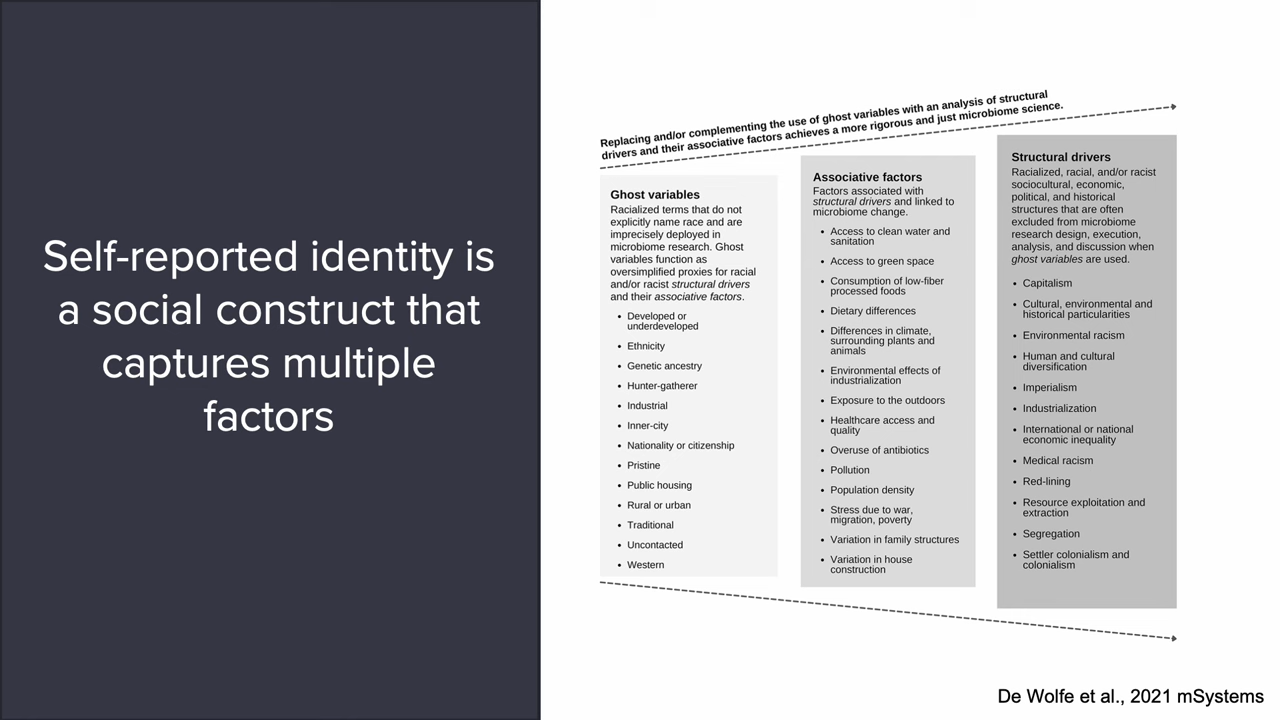 Self-reported identity is
a social construct that
captures multiple
factors
Replacing and/or complementing the use of ghost variables with an analysis of structural
drivers and their associative factors achieves a more rigorous and just microbiome science.
Ghost variables
Racialized terms that do not
explicitly name race and are
imprecisely deployed in
microbiome research. Ghost
variables function as
oversimplified proxies for racial
and/or racist structural drivers
and their associative factors.
• Developed or
underdeveloped
• Ethnicity
• Genetic ancestry
• Hunter-gatherer
• Industrial
• Inner-city
• Nationality or citizenship
• Pristine
• Public housing
• Rural or urban
• Traditional
• Uncontacted
• Western
Associative factors
Factors associated with
structural drivers and linked to
microbiome change.
• Access to clean water and
sanitation
• Access to green space
• Consumption of low-fiber
processed foods
• Dietary differences
• Differences in climate,
surrounding plants and
animals
• Environmental effects of
industrialization
• Exposure to the outdoors
• Healthcare access and
quality
• Overuse of antibiotics
• Pollution
• Population density
• Stress due to war,
migration, poverty
• Variation in family structures
• Variation in house
construction
Structural drivers
Racialized, racial, and/or racist
sociocultural, economic,
political, and historical
structures that are often
excluded from microbiome
research design, execution,
analysis, and discussion when
ghost variables are used.
• Capitalism
• Cultural, environmental and
historical particularities
• Environmental racism
• Human and cultural
diversification
• Imperialism
• Industrialization
• International or national
economic inequality
• Medical racism
• Red-lining
• Resource exploitation and
extraction
• Segregation
• Settler colonialism and
colonialism
De Wolfe et al., 2021 mSystems